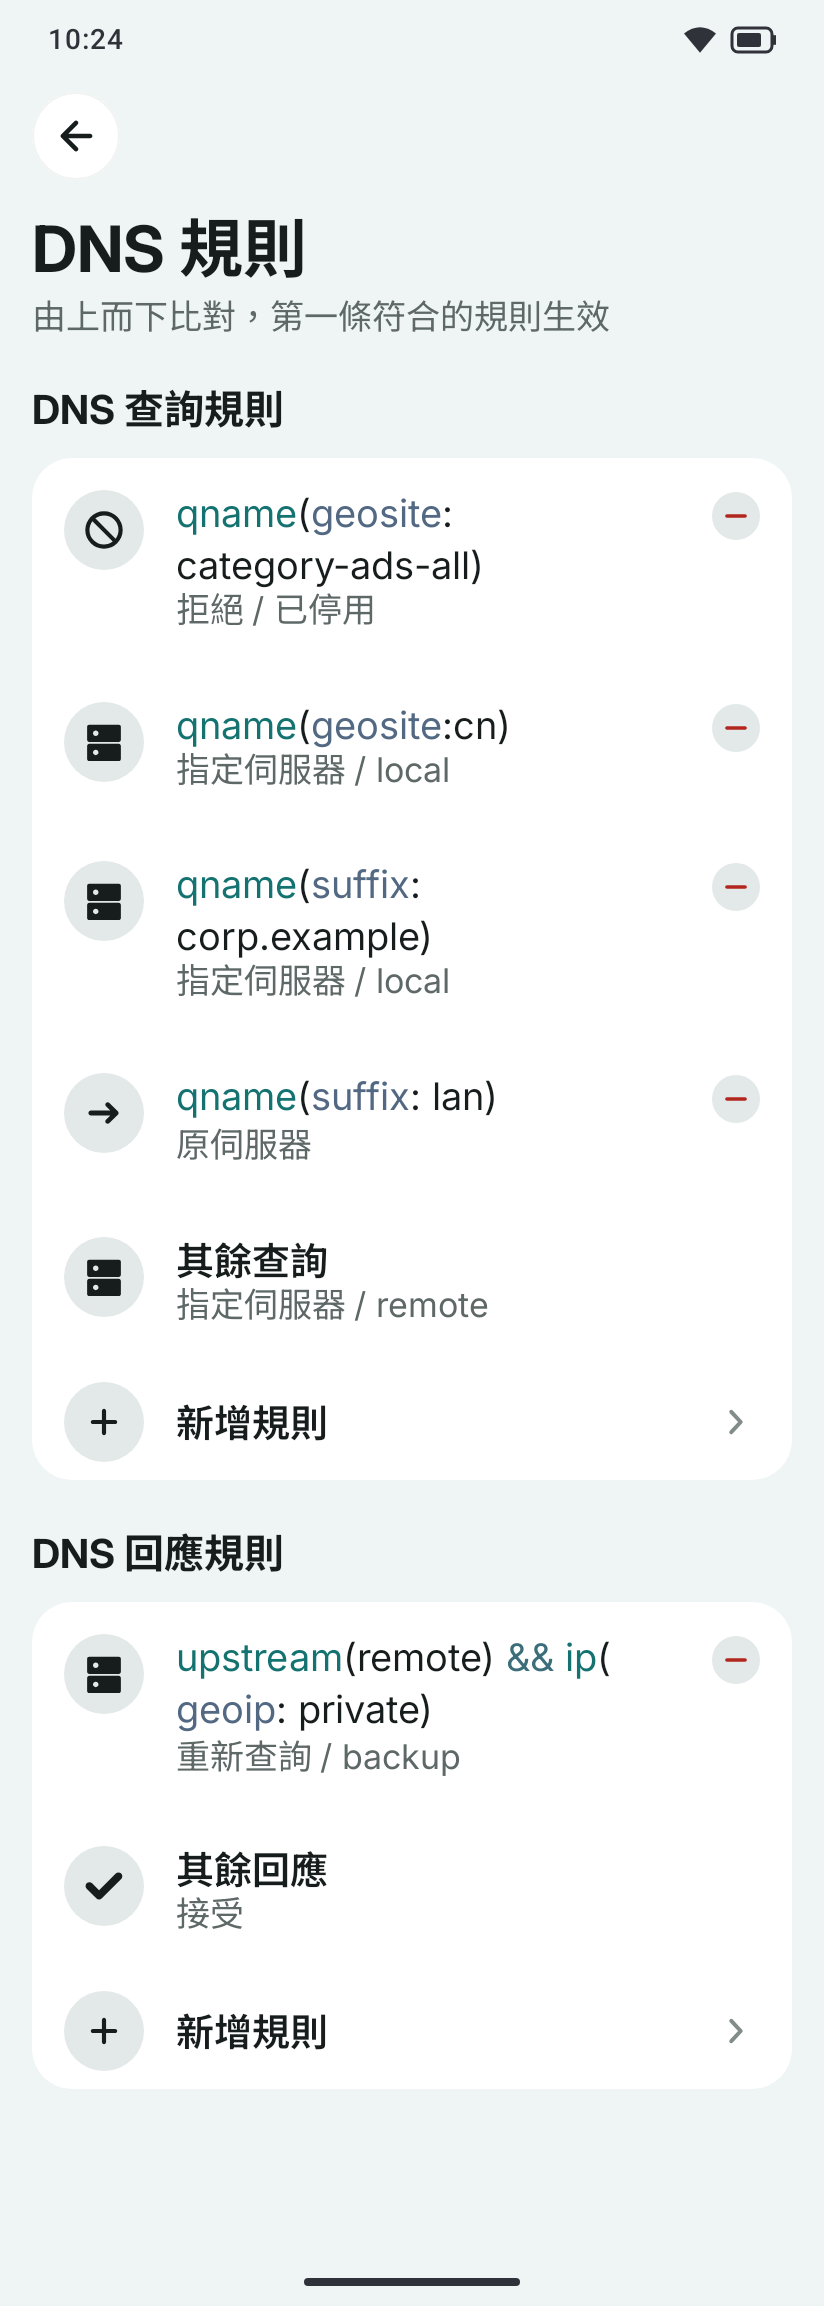 10:24
DNS 規則
由上而下比對，第一條符合的規則生效
DNS 查詢規則
qname(geosite:
category-ads-all)
拒絕 / 已停用
qname(geosite:cn)
指定伺服器 / local
qname(suffix:
corp.example)
指定伺服器 / local
qname(suffix: lan)
原伺服器
其餘查詢
指定伺服器 / remote
新增規則
DNS 回應規則
upstream(remote) && ip(
geoip: private)
重新查詢 / backup
其餘回應
接受
新增規則